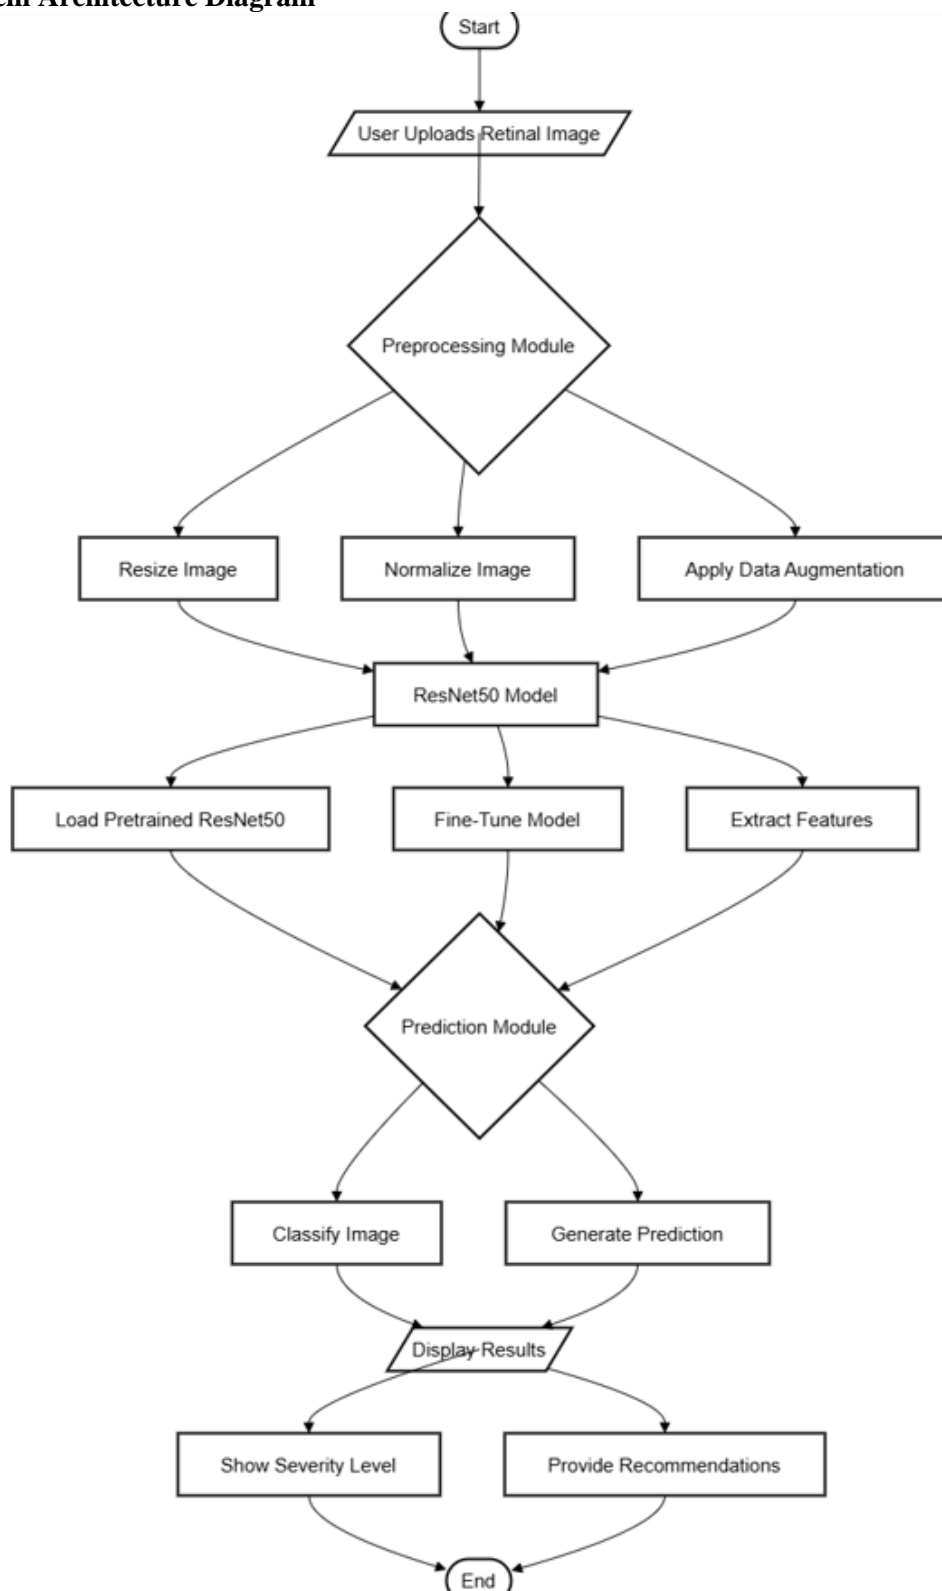 Architecture Diagram
Start
User Uploads Retinal Image
Preprocessing Module
Resize Image
Normalize Image
Apply Data Augmentation
ResNet50 Model
Load Pretrained ResNet50
Fine-Tune Model
Extract Features
Prediction Module
Classify Image
Generate Prediction
Display Results
Show Severity Level
Provide Recommendations
End